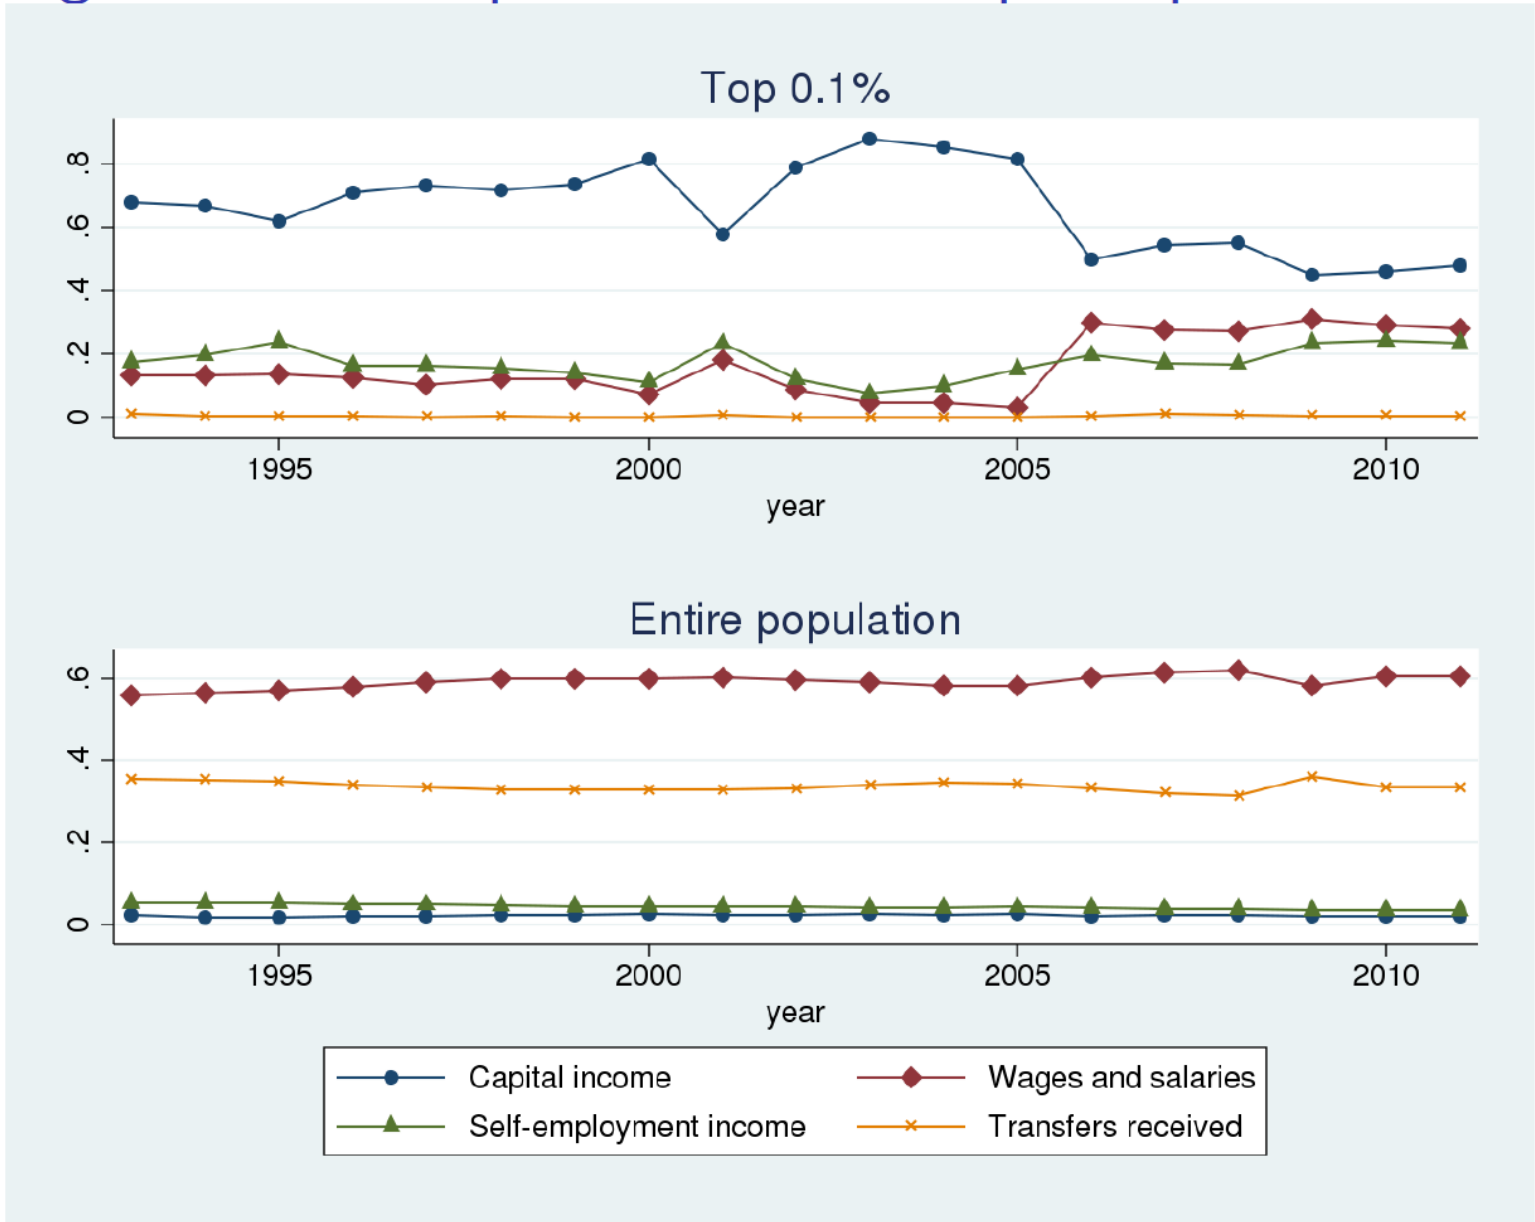 Top 0.1%
.8
.6
.4
.2
0
1995 2000 2005 2010
year
Entire population
.6
.4
.2
0
1995 2000 2005 2010
year
Capital income Wages and salaries
Self-employment income Transfers received